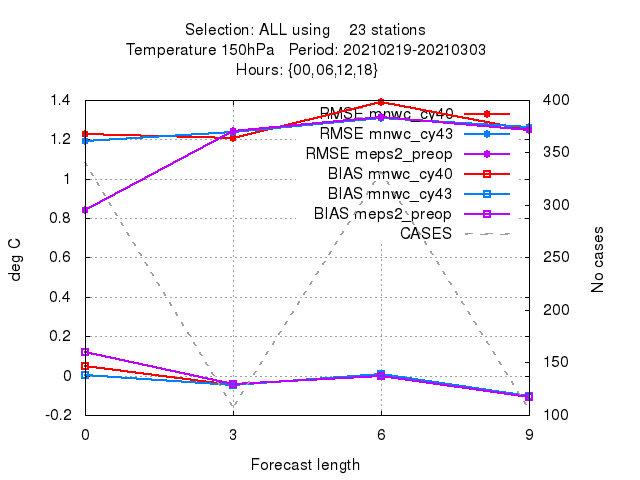 Selection: ALL using 23 stations
Temperature 150hPa Period: 20210219-20210303
Hours: {00,06,12,18}
1.4
1.2
1
0.8
0.6
0.4
0.2
0
-0.2
400
350
300
250
200
150
100
RMSE mnwc_cy40
RMSE mnwc_cy43
RMSE meps2_preop
BIAS mnwc_cy40
BIAS mnwc_cy43
BIAS meps2_preop
CASES
deg C
No cases
0 3 6 9
Forecast length